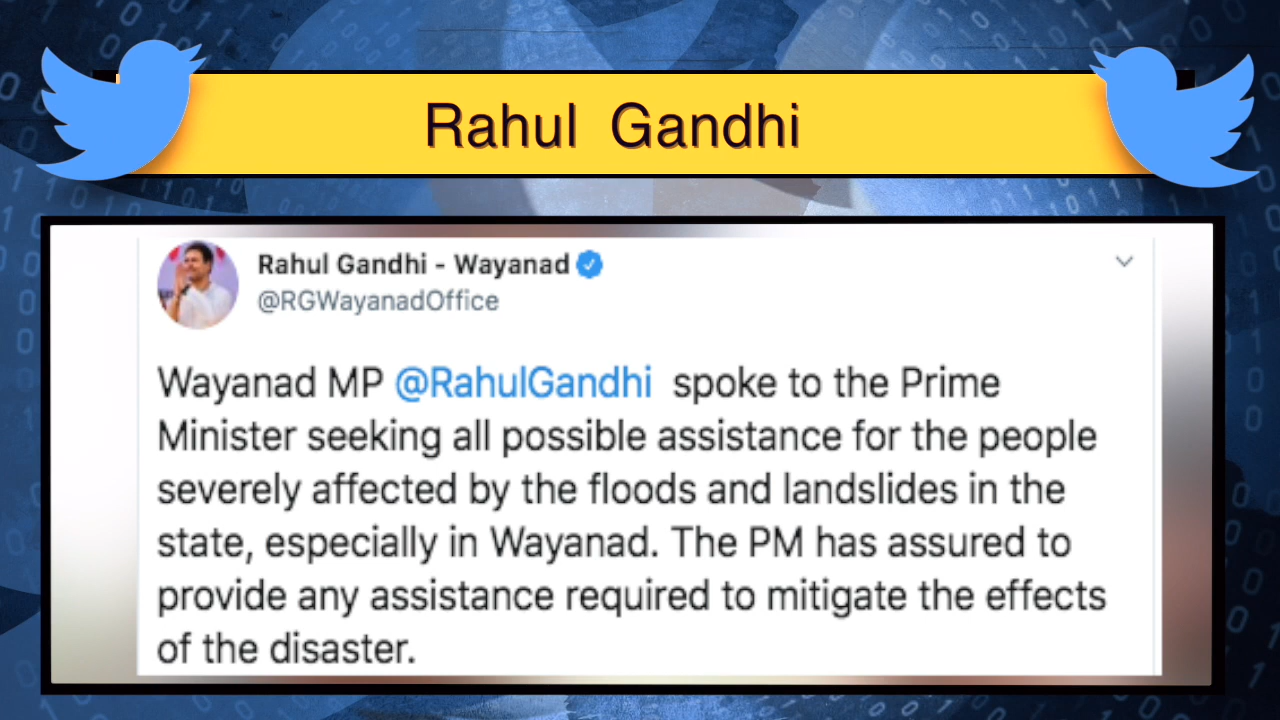 Rahul Gandhi
Rahul Gandhi - Wayanad
@RGWayanadOffice
Wayanad MP @RahulGandhi spoke to the Prime
Minister seeking all possible assistance for the people
severely affected by the floods and landslides in the
state, especially in Wayanad. The PM has assured to
provide any assistance required to mitigate the effects
of the disaster.